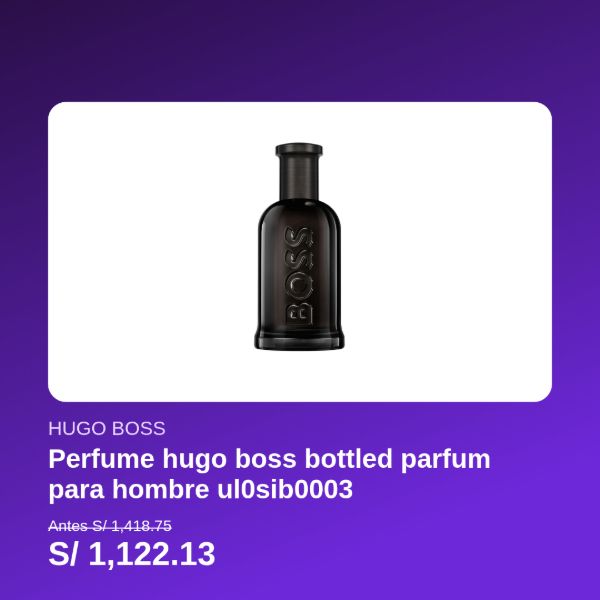 BOSS
HUGO BOSS
Perfume hugo boss bottled parfum
para hombre ul0sib0003
Antes S/ 1,418.75
S/ 1,122.13